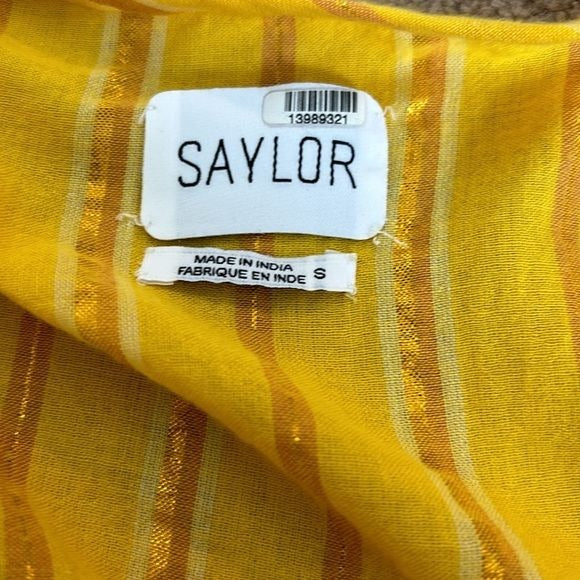 13989321
SAYLOR
MADE IN INDIA
FABRIQUE EN INDE S